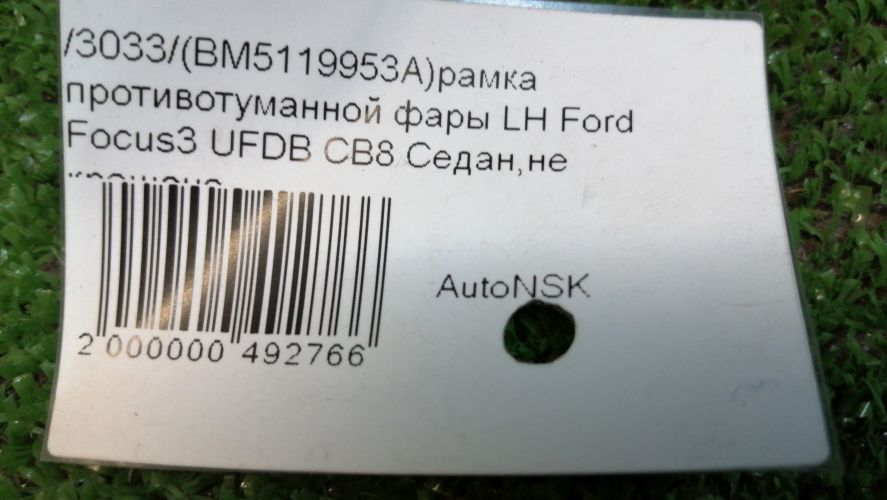 /3033/(BM5119953A)рамка
противотуманной фары LH Ford
Focus3 UFDB CB8 Седан,не
AutoNSK
2 000000 492766